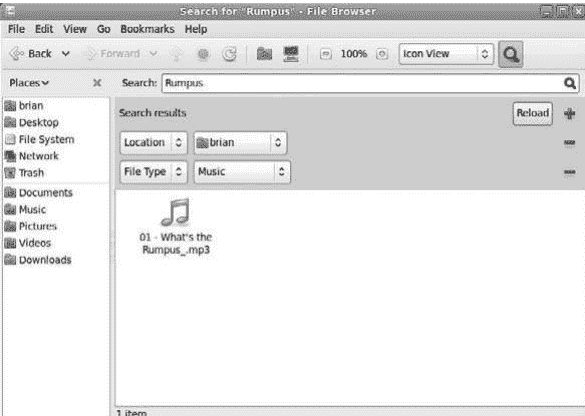 Search for "Rumpus" - File Browser
File Edit View Go Bookmarks Help
Back Forward 100% Icon View
Places Search: Rumpus
brian
Desktop
File System
Network
Trash
Documents
Music
Pictures
Videos
Downloads
Search results Reload
Location brian
File Type Music
01 - What's the
Rumpus_.mp3
1 item